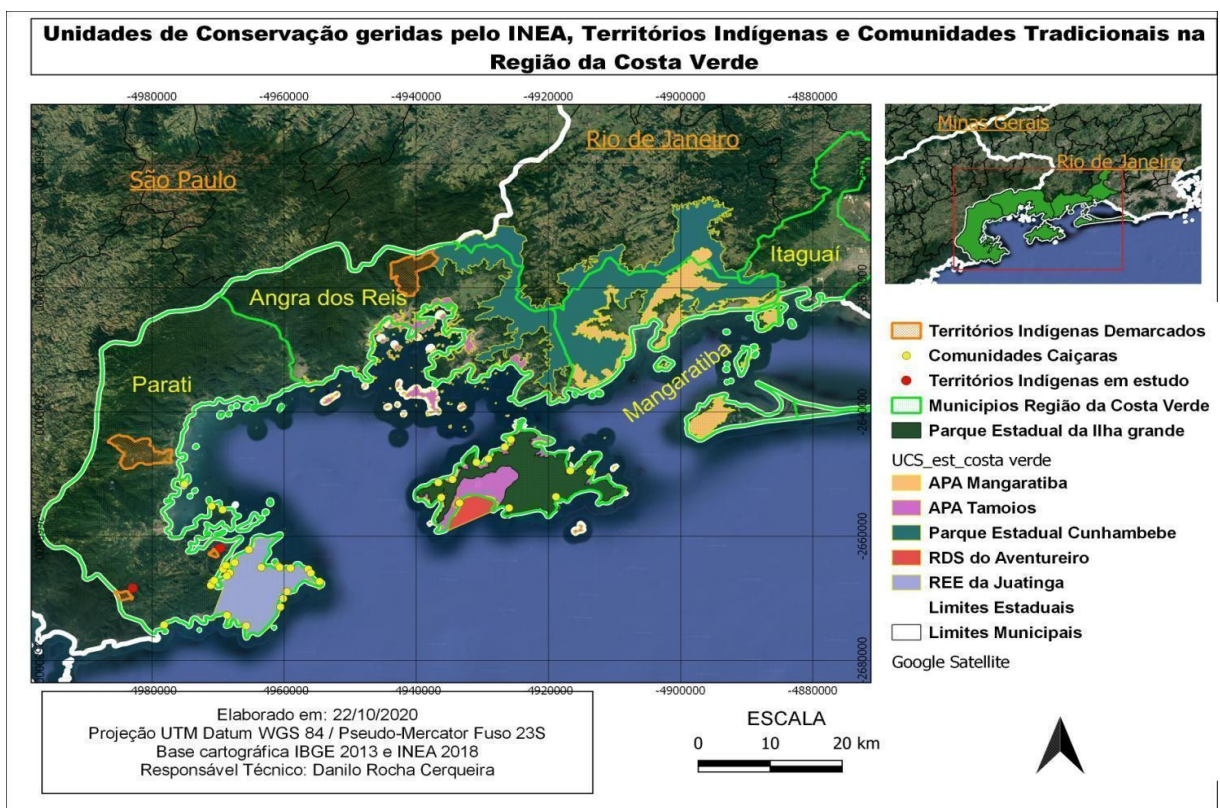 Unidades de Conservação geridas pelo INEA, Territórios Indígenas e Comunidades Tradicionais na
Região da Costa Verde
-4980000 -4960000 -4940000 -4920000 -4900000 -4880000
São Paulo
Rio de Janeiro
Itaguaí
Angra dos Reis
Parati
Mangaratiba
-2660000
-2680000
-4980000 -4960000 -4940000 -4920000 -4900000 -4880000
Minas Gerais
Rio de Janeiro
Territórios Indígenas Demarcados
Comunidades Caiçaras
Territórios Indígenas em estudo
Municipios Região da Costa Verde
Parque Estadual da Ilha grande
UCS_est_costa verde
APA Mangaratiba
APA Tamoios
Parque Estadual Cunhambebe
RDS do Aventureiro
REE da Juatinga
Limites Estaduais
Limites Municipais
Google Satellite
Elaborado em: 22/10/2020
Projeção UTM Datum WGS 84 / Pseudo-Mercator Fuso 23S
Base cartográfica IBGE 2013 e INEA 2018
Responsável Técnico: Danilo Rocha Cerqueira
ESCALA
0 10 20 km